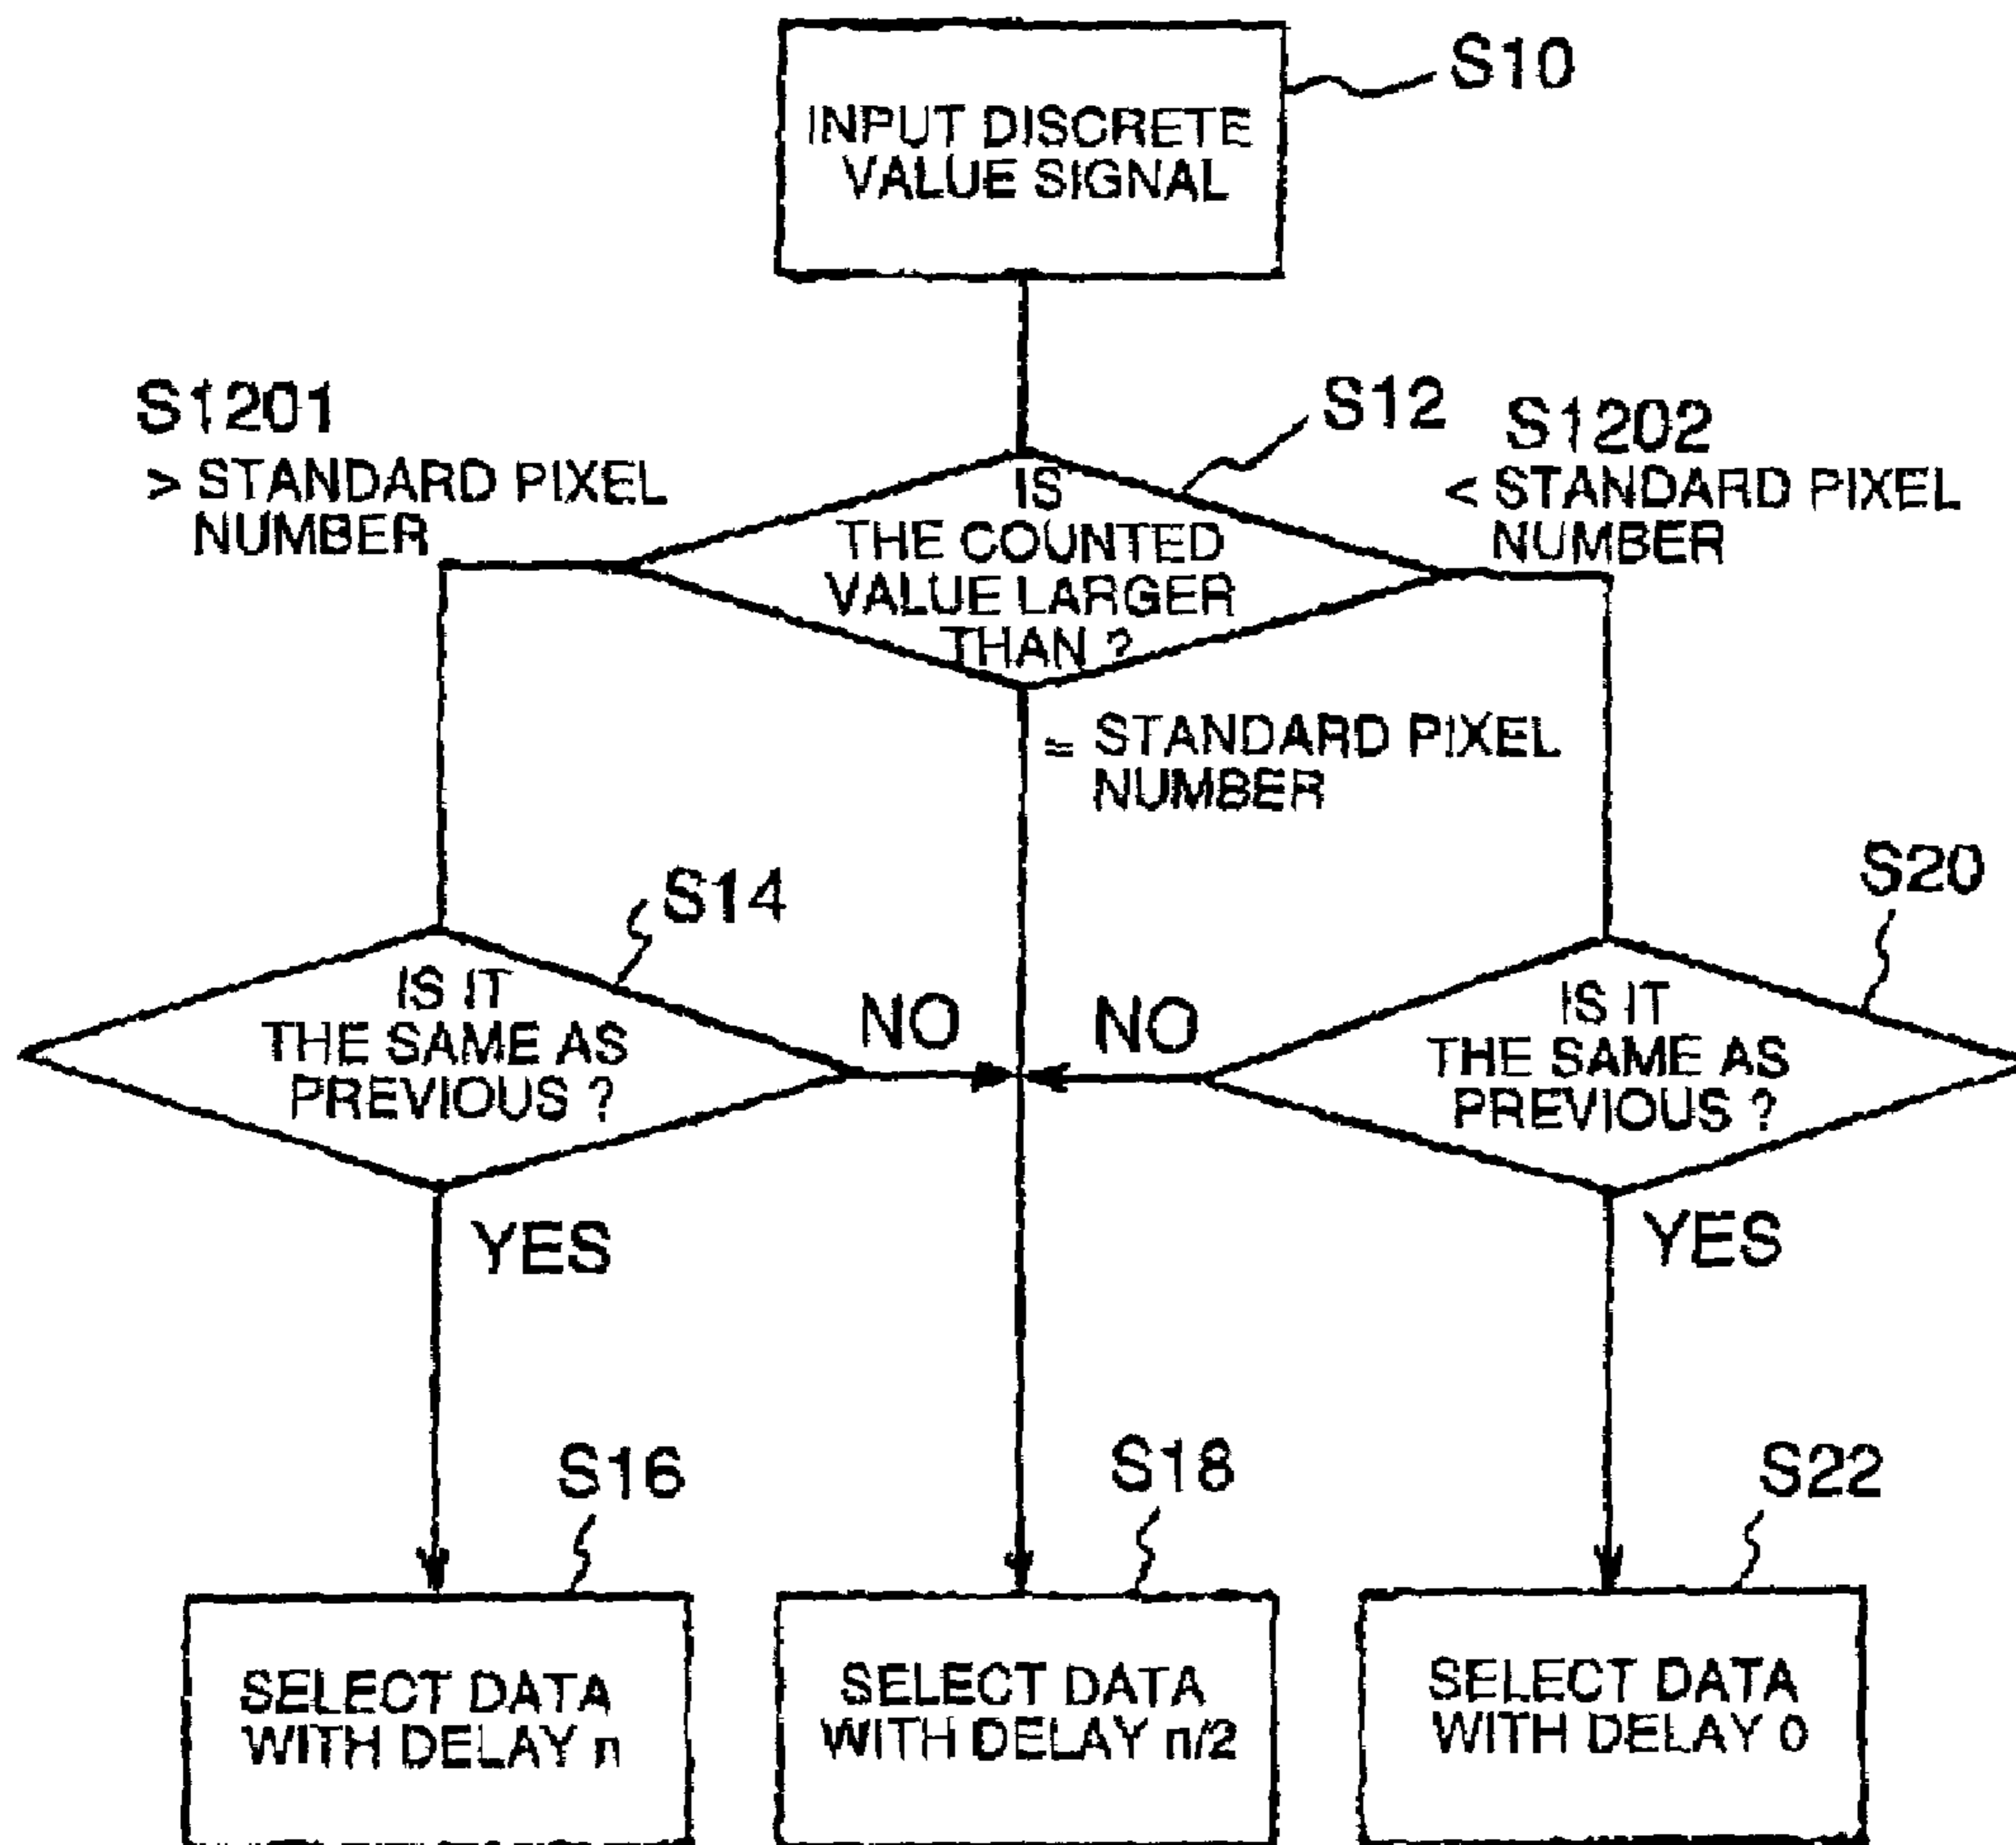 S10
INPUT DISCRETE
VALUE SIGNAL
S1201
> STANDARD PIXEL
NUMBER
S12
S1202
< STANDARD PIXEL
NUMBER
IS
THE COUNTED
VALUE LARGER
THAN ?
= STANDARD PIXEL
NUMBER
S14
IS IT
THE SAME AS
PREVIOUS ?
NO
NO
S20
IS IT
THE SAME AS
PREVIOUS ?
YES
YES
S16
S18
S22
SELECT DATA
WITH DELAY n
SELECT DATA
WITH DELAY n/2
SELECT DATA
WITH DELAY 0